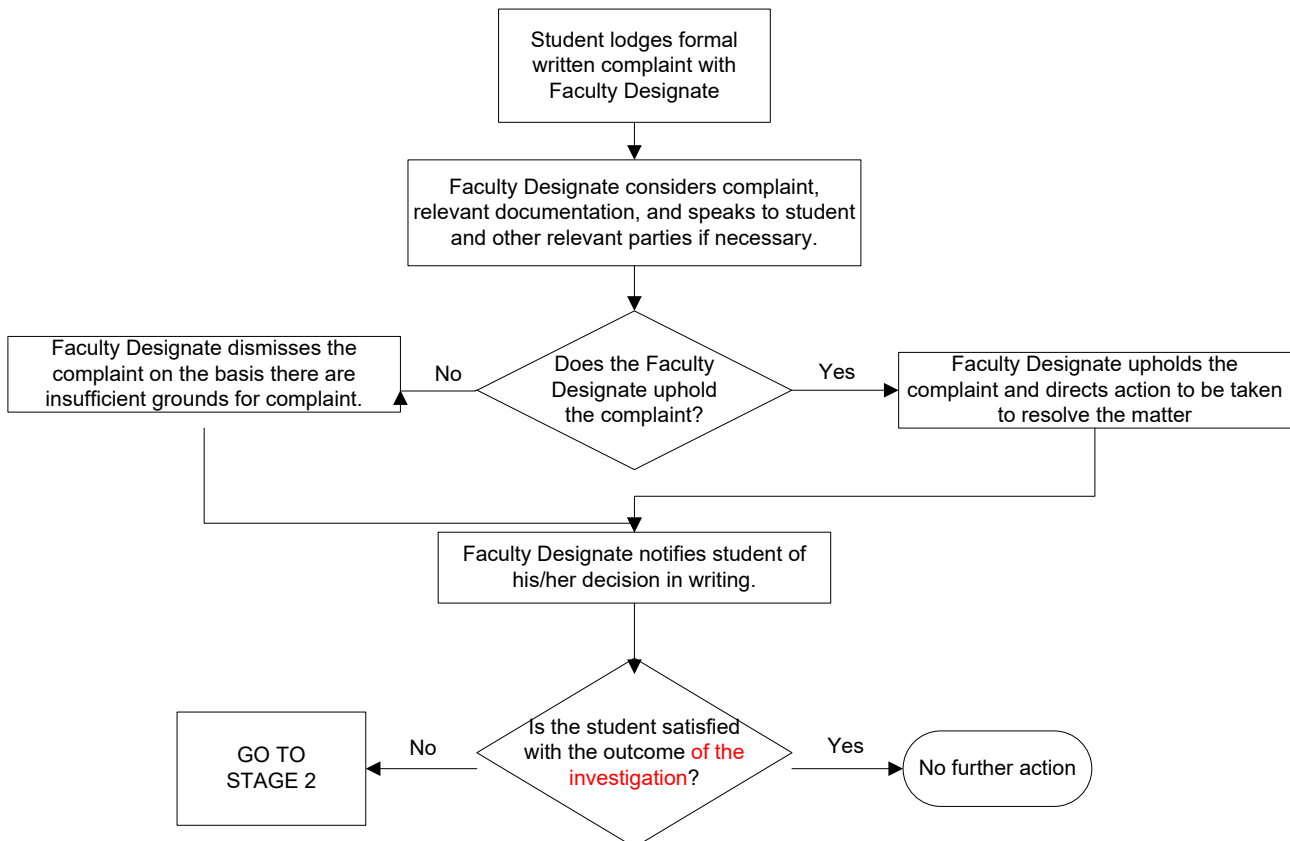 Student lodges formal
written complaint with
Faculty Designate
Faculty Designate considers complaint,
relevant documentation, and speaks to student
and other relevant parties if necessary.
Does the Faculty
Designate uphold
the complaint?
No
Yes
Faculty Designate dismisses the
complaint on the basis there are
insufficient grounds for complaint.
Faculty Designate upholds the
complaint and directs action to be taken
to resolve the matter
Faculty Designate notifies student of
his/her decision in writing.
Is the student satisfied
with the outcome of the
investigation?
No
Yes
GO TO
STAGE 2
No further action